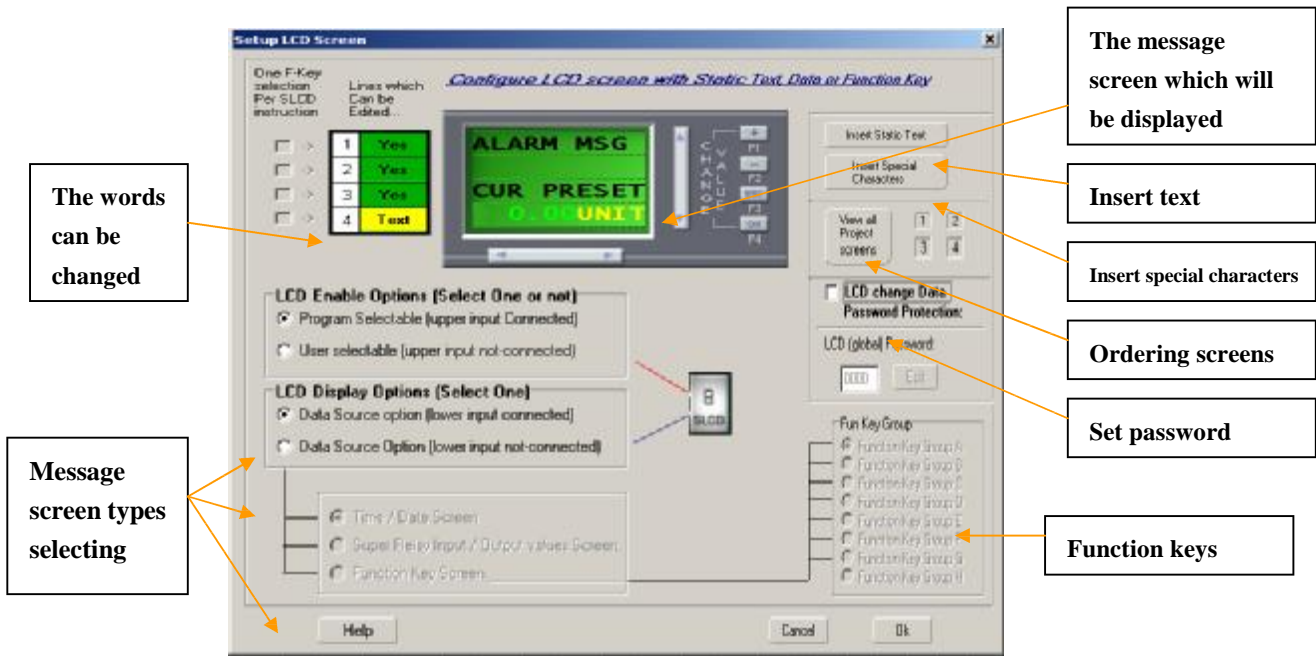 Setup LCD Screen
One F-Key
selection
Per SLCD
instruction
Lines which
Can be
Edited...
Configure LCD screen with Static Text, Data or Function Key
1 Yes
2 Yes
3 Yes
4 Text
ALARM MSG
CUR PRESET
0.00UNIT
CHANGE
VALUE
F1
F2
F3
F4
Insert Static Text
Insert Special
Characters
View all
Project
screens
1 2
3 4
LCD change Data
Password Protection:
LCD (global) Password:
0000 Edit
LCD Enable Options (Select One or not)
Program Selectable (upper input Connected)
User selectable (upper input not-connected)
LCD Display Options (Select One)
Data Source option (lower input connected)
Data Source Option (lower input not-connected)
8
SLCD
Time / Date Screen
Super Relay Input / Output values Screen
Function Key Screen
Fun Key Group
Function Key Group A
Function Key Group B
Function Key Group C
Function Key Group D
Function Key Group E
Function Key Group F
Function Key Group G
Function Key Group H
Help
Cancel
Ok
The words
can be
changed
Message
screen types
selecting
The message
screen which will
be displayed
Insert text
Insert special characters
Ordering screens
Set password
Function keys